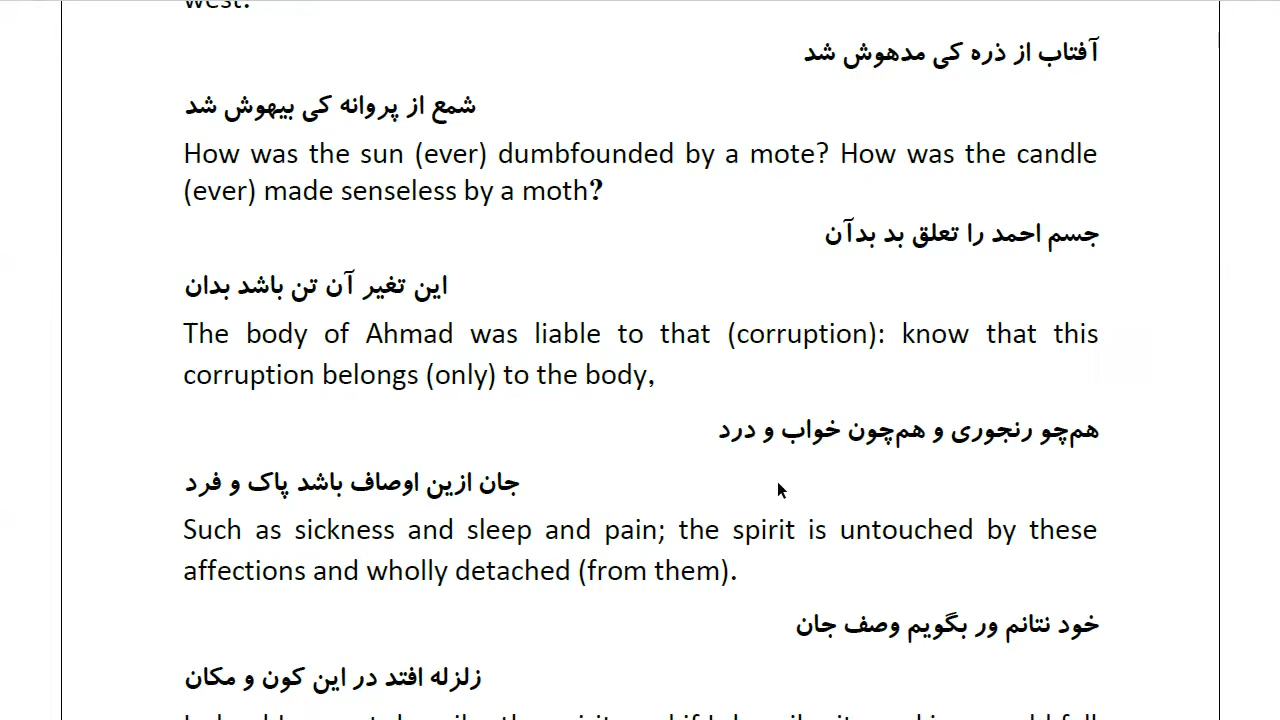 west?
آفتاب از ذره کی مدهوش شد
شمع از پروانه کی بیهوش شد
How was the sun (ever) dumbfounded by a mote? How was the candle
(ever) made senseless by a moth?
جسم احمد را تعلق بد بدآن
این تغیر آن تن باشد بدان
The body of Ahmad was liable to that (corruption): know that this
corruption belongs (only) to the body,
هم‌چو رنجوری و هم‌چون خواب و درد
جان ازین اوصاف باشد پاک و فرد
Such as sickness and sleep and pain; the spirit is untouched by these
affections and wholly detached (from them).
خود نتانم ور بگویم وصف جان
زلزله افتد در این کون و مکان